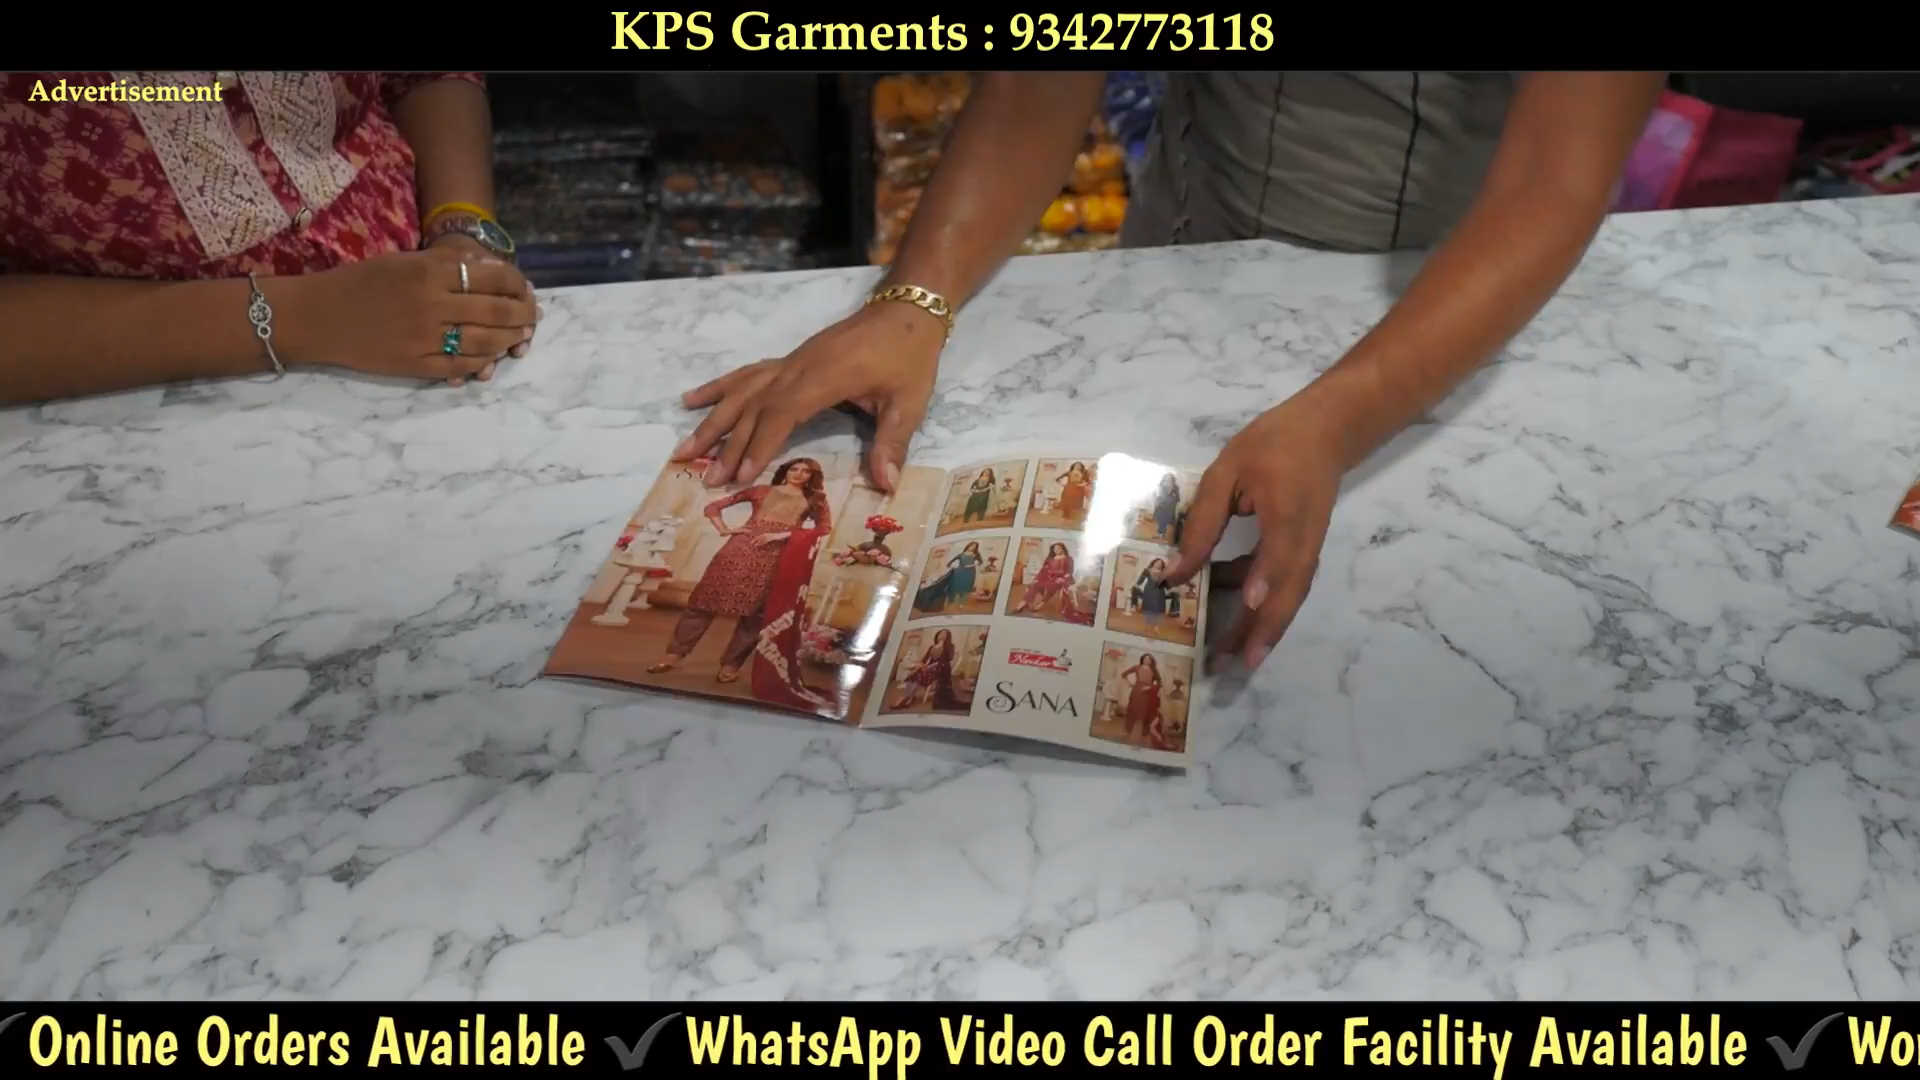 KPS Garments : 9342773118
Advertisement
SANA
Online Orders Available ✔ WhatsApp Video Call Order Facility Available ✔